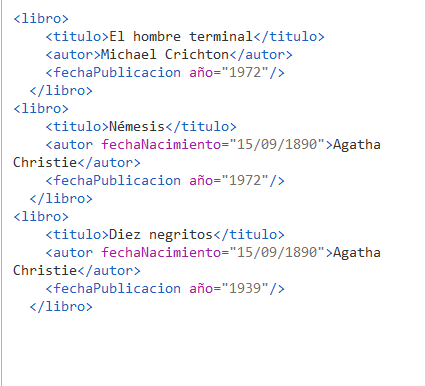 <libro>
<titulo>El hombre terminal</titulo>
<autor>Michael Crichton</autor>
<fechaPublicacion año="1972"/>
</libro>
<libro>
<titulo>Némesis</titulo>
<autor fechaNacimiento="15/09/1890">Agatha
Christie</autor>
<fechaPublicacion año="1972"/>
</libro>
<libro>
<titulo>Diez negritos</titulo>
<autor fechaNacimiento="15/09/1890">Agatha
Christie</autor>
<fechaPublicacion año="1939"/>
</libro>